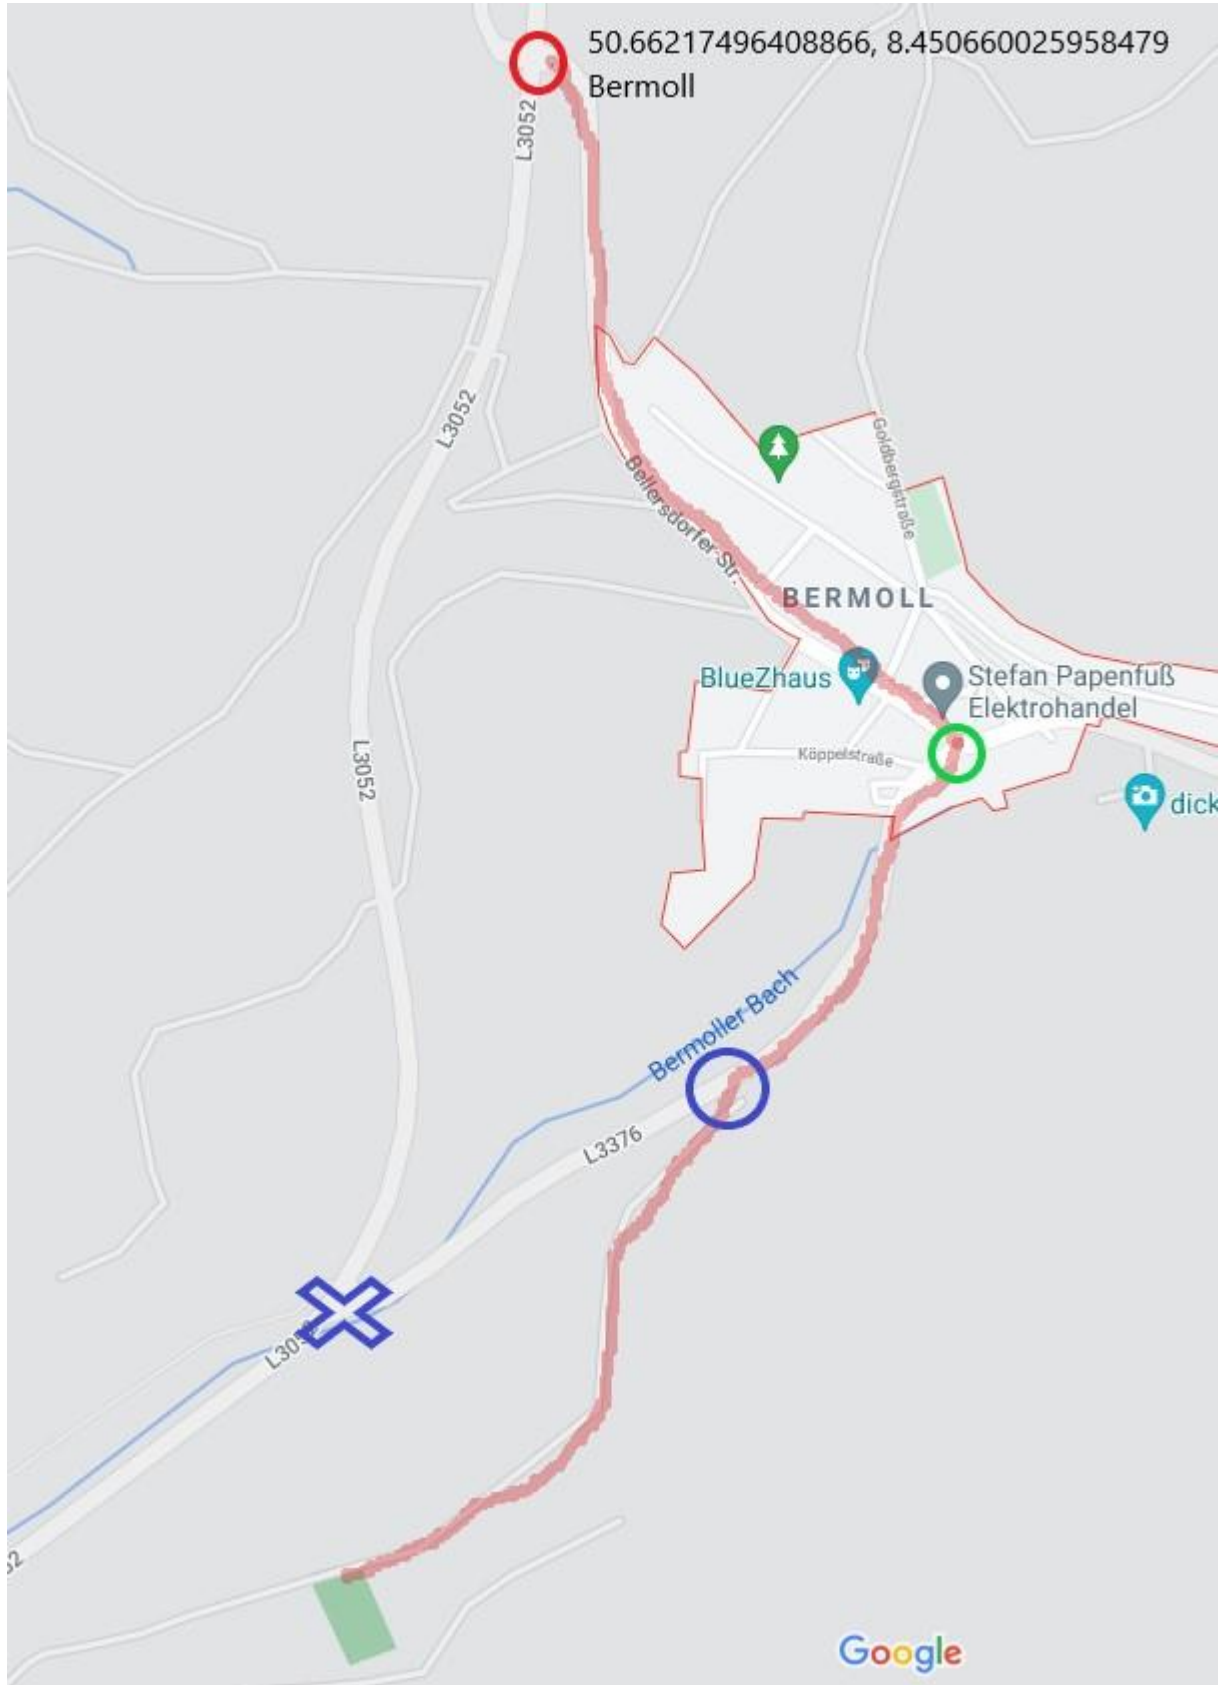 50.66217496408866, 8.450660025958479
Bermoll
L3052
L3052
Goldbergstraße
Bellersdorfer Str.
BERMOLL
BlueZhaus
Stefan Papenfuß
Elektrohandel
L3052
Köppelstraße
dick
Bermoller Bach
L3376
52
Google